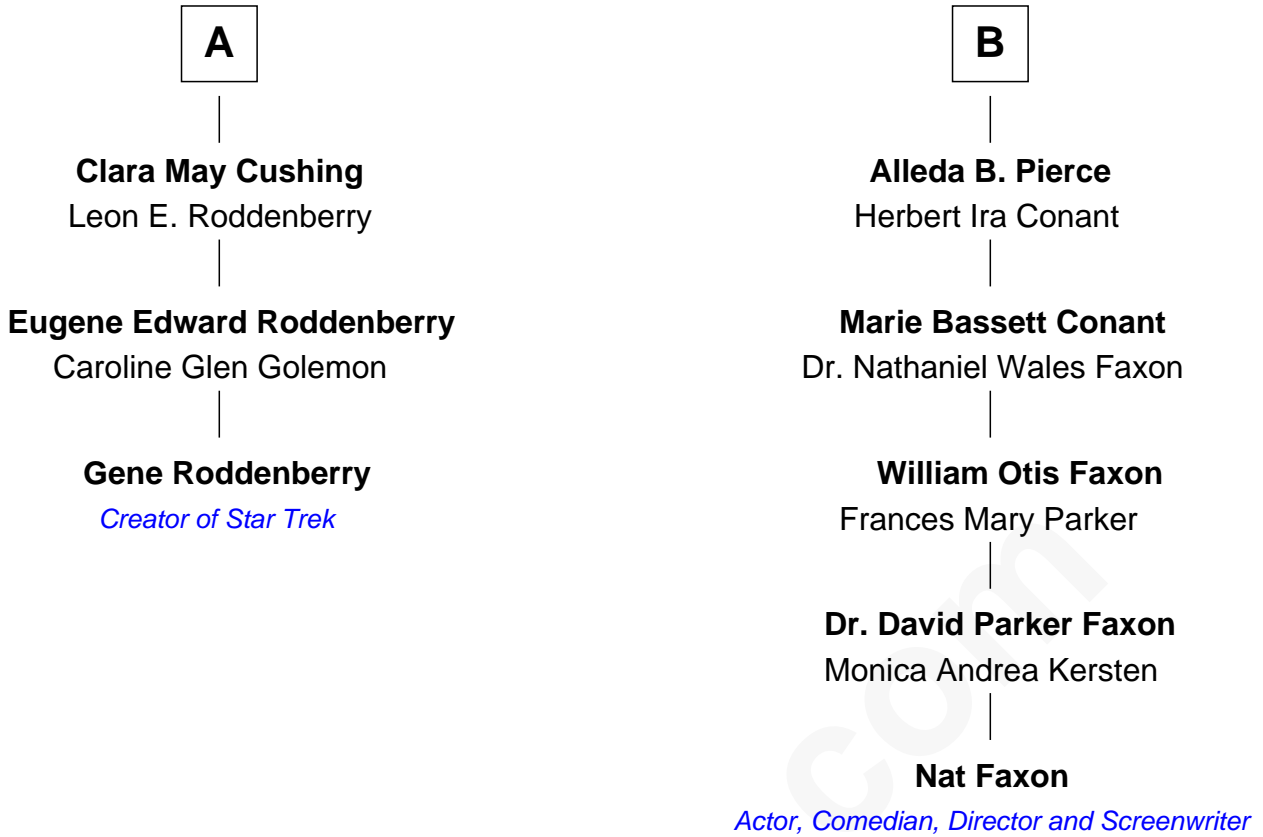 A
Clara May Cushing
Leon E. Roddenberry
Eugene Edward Roddenberry
Caroline Glen Golemon
Gene Roddenberry
Creator of Star Trek
B
Alleda B. Pierce
Herbert Ira Conant
Marie Bassett Conant
Dr. Nathaniel Wales Faxon
William Otis Faxon
Frances Mary Parker
Dr. David Parker Faxon
Monica Andrea Kersten
Nat Faxon
Actor, Comedian, Director and Screenwriter
com